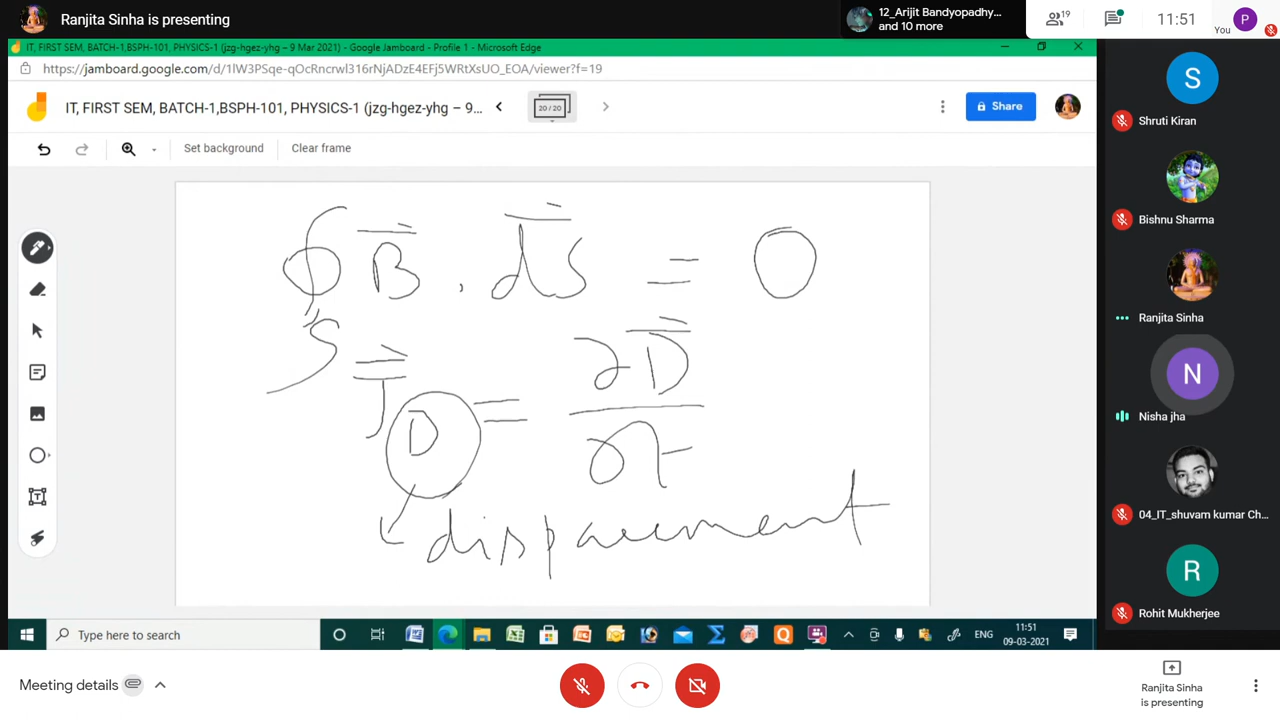 Ranjita Sinha is presenting
12_Arijit Bandyopadhy...
and 10 more
19
11:51
You
P
IT, FIRST SEM, BATCH-1,BSPH-101, PHYSICS-1 (jzg-hgez-yhg – 9 Mar 2021) - Google Jamboard - Profile 1 - Microsoft Edge
https://jamboard.google.com/d/1lW3PSqe-qOcRncrwl316rNjADzE4EFj5WRtXsUO_EOA/viewer?f=19
IT, FIRST SEM, BATCH-1,BSPH-101, PHYSICS-1 (jzg-hgez-yhg – 9...
20 / 20
Share
Set background
Clear frame
∮ B⃗ . ds⃗ = 0
S
J⃗ D = ∂D⃗
∂t
dispacement
S
Shruti Kiran
Bishnu Sharma
Ranjita Sinha
N
Nisha jha
04_IT_shuvam kumar Ch...
R
Rohit Mukherjee
Type here to search
ENG
11:51
09-03-2021
Meeting details
Ranjita Sinha
is presenting